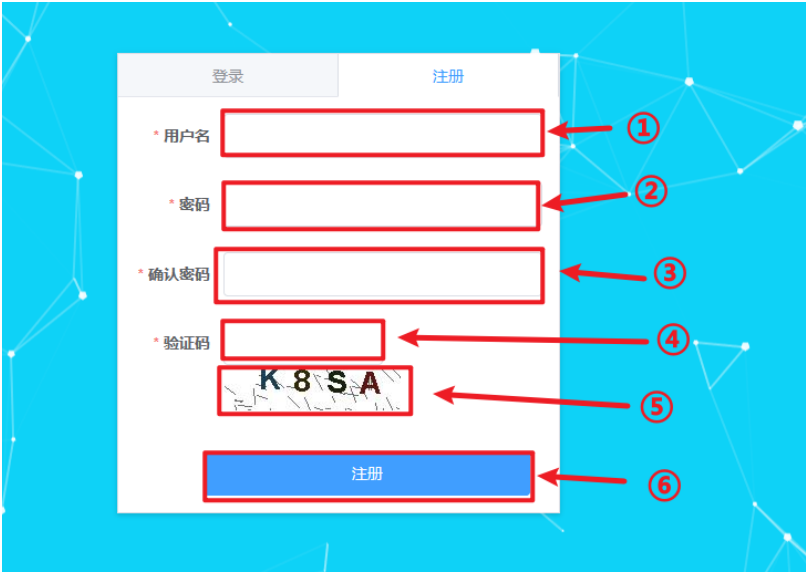 登录 注册
* 用户名 ①
* 密码 ②
* 确认密码 ③
* 验证码 ④
K8SA ⑤
注册 ⑥